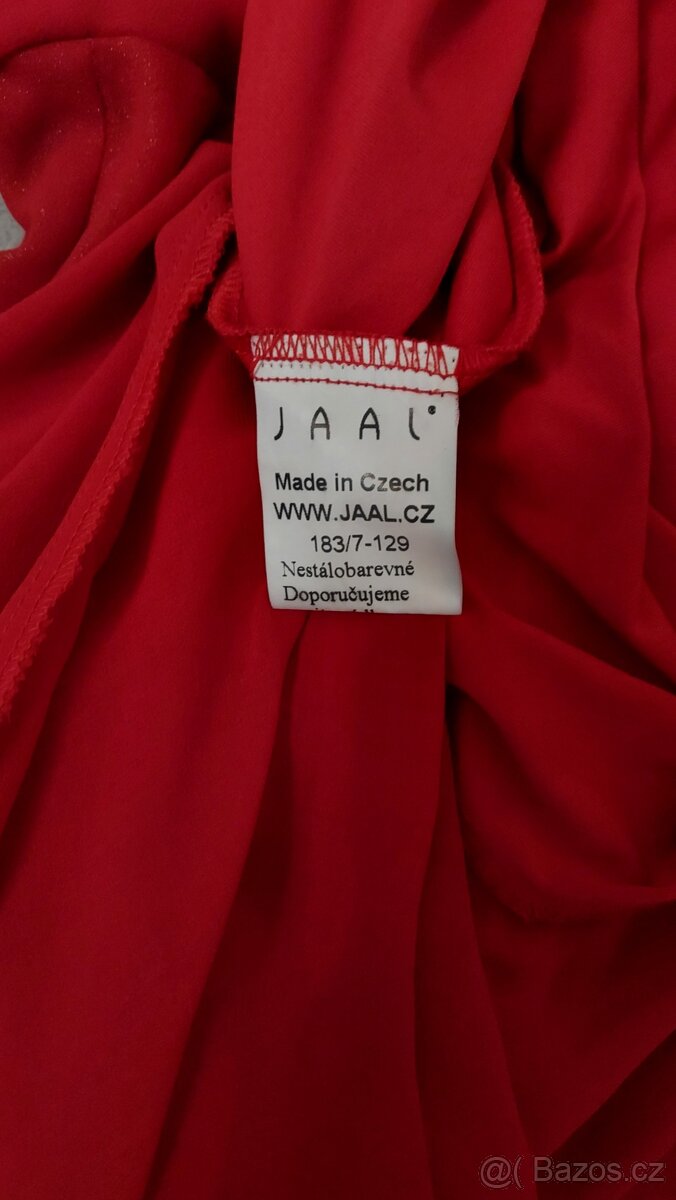 JAAL®
Made in Czech
WWW.JAAL.CZ
183/7-129
Nestálobarevné
Doporučujeme
@( Bazos.cz